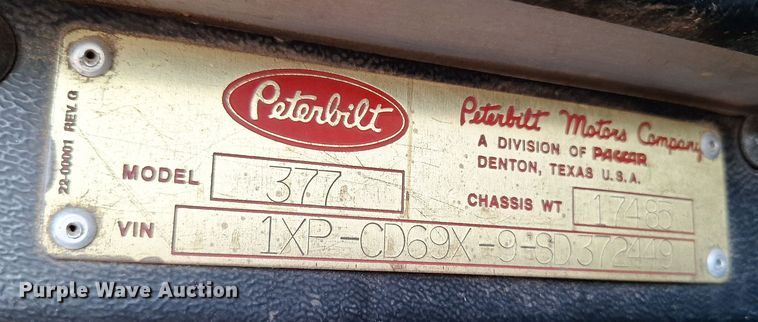 22-00001 REV. G
Peterbilt
Peterbilt Motors Company
A DIVISION OF PACCAR
DENTON, TEXAS U.S.A.
MODEL 377
CHASSIS WT. 17485
VIN 1XP-CD69X-9-SD372449
Purple Wave Auction